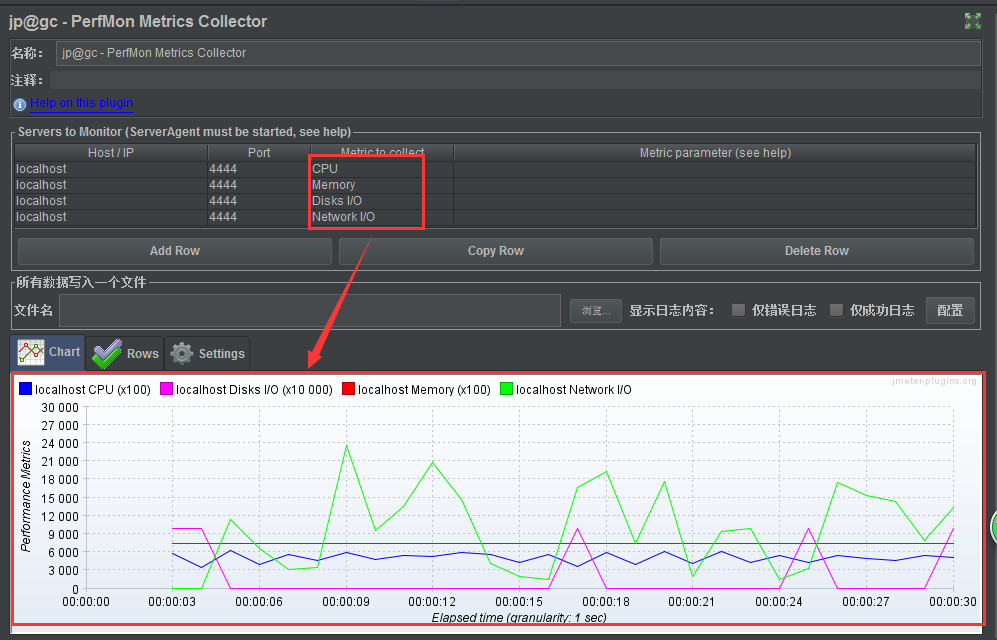 jp@gc - PerfMon Metrics Collector
名称： jp@gc - PerfMon Metrics Collector
注释：
Help on this plugin
Servers to Monitor (ServerAgent must be started, see help)
Host / IP Port Metric to collect Metric parameter (see help)
localhost 4444 CPU
localhost 4444 Memory
localhost 4444 Disks I/O
localhost 4444 Network I/O
Add Row Copy Row Delete Row
所有数据写入一个文件
文件名 浏览... 显示日志内容： 仅错误日志 仅成功日志 配置
Chart Rows Settings
jmeter-plugins.org
localhost CPU (x100) localhost Disks I/O (x10 000) localhost Memory (x100) localhost Network I/O
30 000
27 000
24 000
21 000
18 000
15 000
12 000
9 000
6 000
3 000
0
Performance Metrics
00:00:00 00:00:03 00:00:06 00:00:09 00:00:12 00:00:15 00:00:18 00:00:21 00:00:24 00:00:27 00:00:30
Elapsed time (granularity: 1 sec)